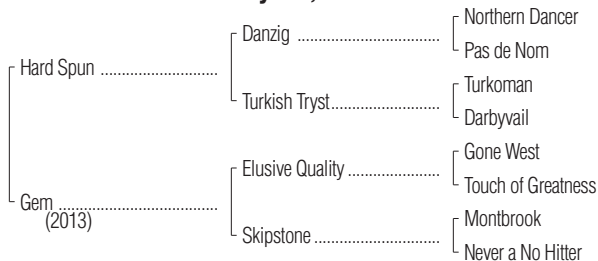 Northern Dancer
Danzig ..................................
Pas de Nom
Hard Spun ............................
Turkoman
Turkish Tryst..........................
Darbyvail
Gone West
Elusive Quality ......................
Touch of Greatness
Gem ......................................
(2013)
Montbrook
Skipstone ..............................
Never a No Hitter